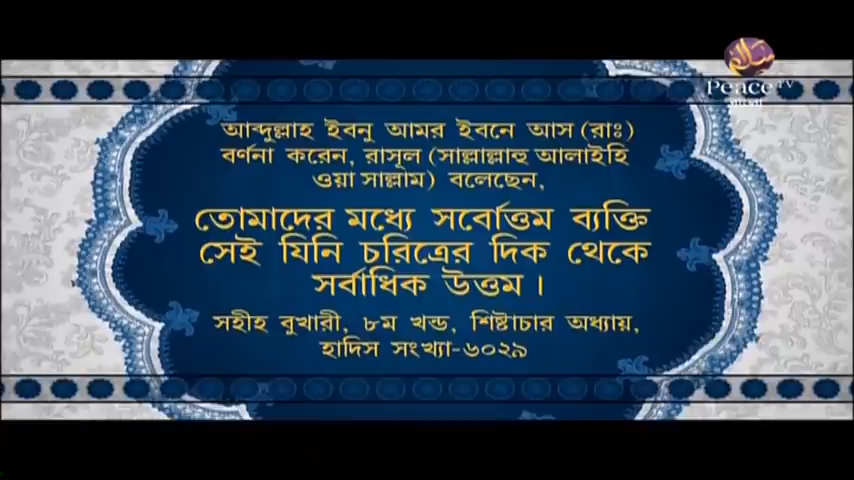 سلام
Peace TV
বাংলা
আব্দুল্লাহ ইবনু আমর ইবনে আস (রাঃ)
বর্ণনা করেন, রাসূল (সাল্লাল্লাহু আলাইহি
ওয়া সাল্লাম) বলেছেন,
তোমাদের মধ্যে সর্বোত্তম ব্যক্তি
সেই যিনি চরিত্রের দিক থেকে
সর্বাধিক উত্তম ।
সহীহ বুখারী, ৮ম খন্ড, শিষ্টাচার অধ্যায়,
হাদিস সংখ্যা-৬০২৯